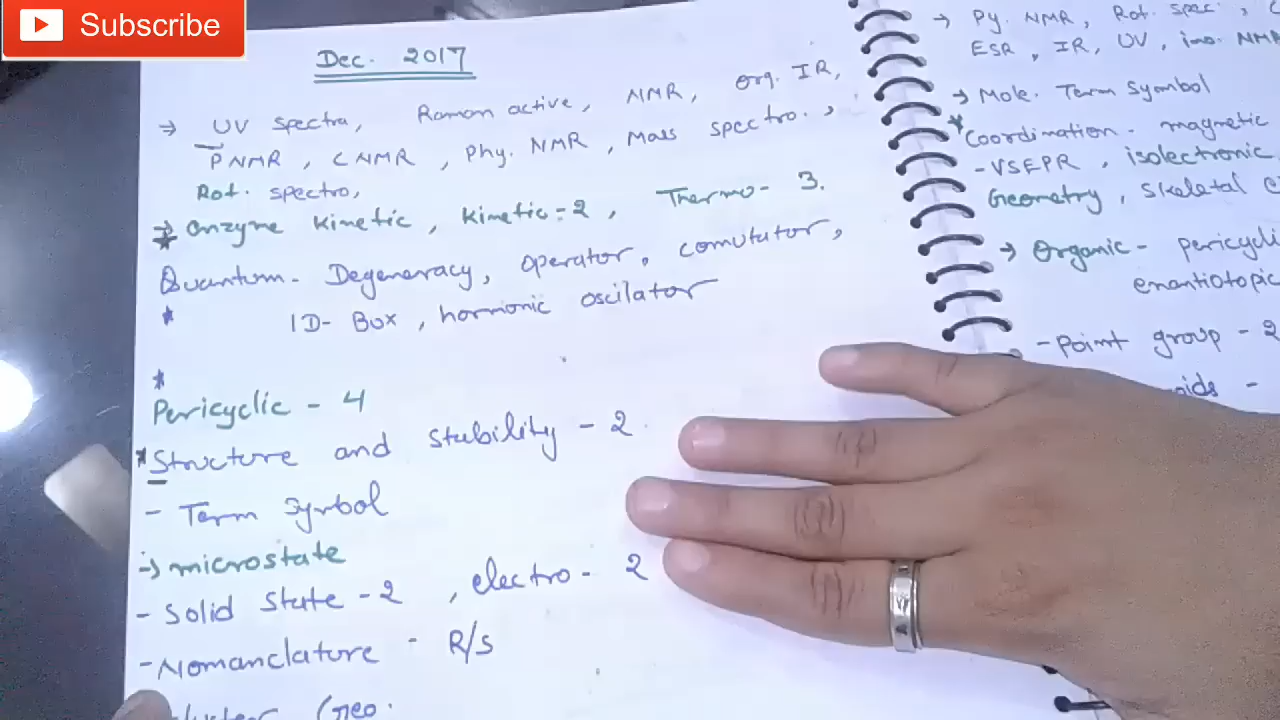 Subscribe
Dec. 2017
⇒ UV spectra, Raman active, NMR, Org. IR,
PNMR, CNMR, Phy. NMR, Mass spectro.,
Rot. spectro,
→ enzyme kinetic, kinetic=2, Thermo- 3.
Quantum- Degeneracy, operator, comutator,
1D- Box, hormonic oscilator
Pericyclic - 4
Structure and stability - 2
- Term Symbol
→ microstate
- Solid State - 2, electro- 2
- Nomanclature - R/S
(Geo.
→ Py. NMR, Rot. spec.,
ESR, IR, UV, ino. NMR
→ Mole. Term Symbol
Coordination- magnetic
- VSEPR, isolectronic
Geometry, Skeletal e
→ Organic- pericycli
enantiotopic
- point group - 2